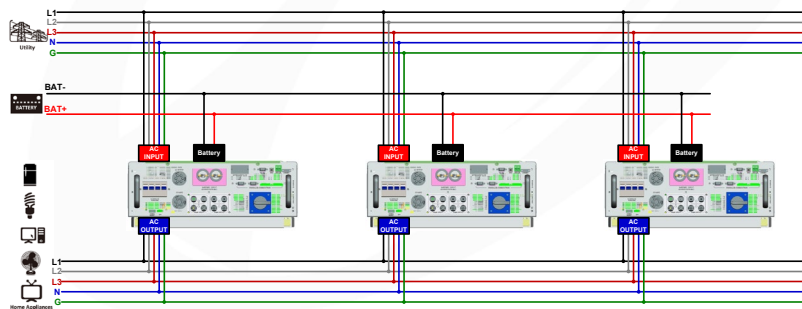 L1
L2
L3
N
G
Utility
BAT-
BATTERY
BAT+
AC
INPUT
Battery
AC
INPUT
Battery
AC
INPUT
Battery
AC
OUTPUT
AC
OUTPUT
AC
OUTPUT
L1
L2
L3
N
G
Home Appliances